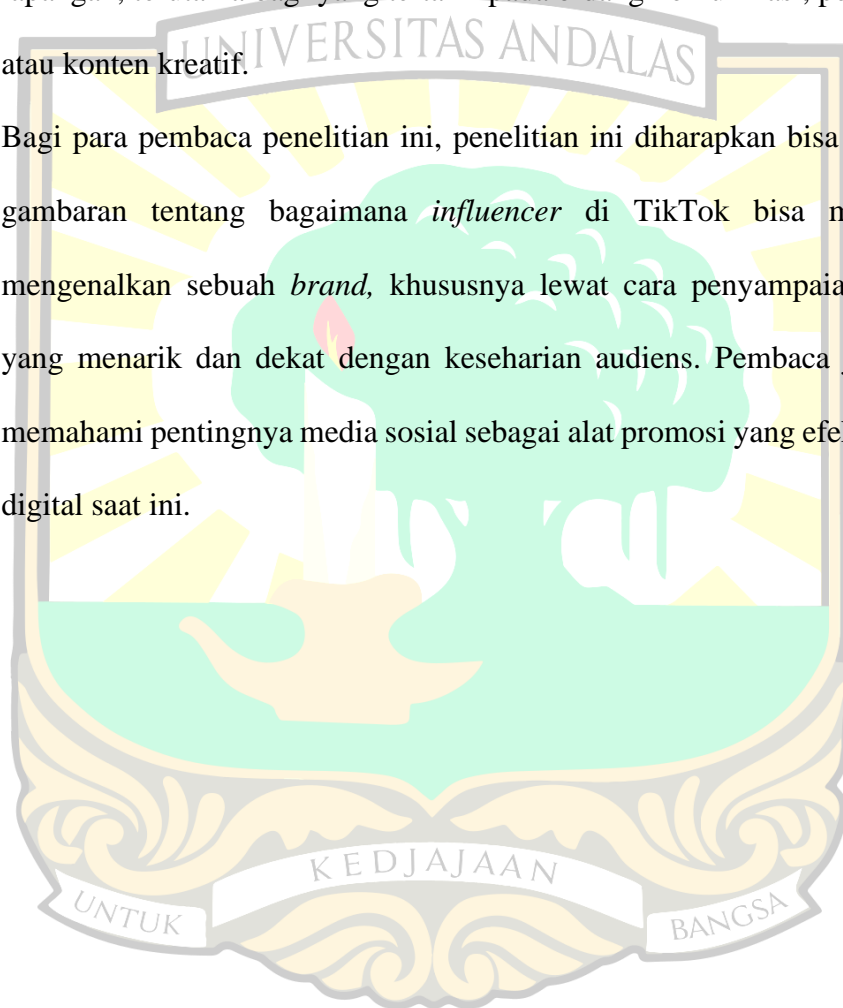 UNIVERSITAS ANDALAS
atau konten kreatif.
Bagi para pembaca penelitian ini, penelitian ini diharapkan bisa
gambaran tentang bagaimana influencer di TikTok bisa
mengenalkan sebuah brand, khususnya lewat cara
yang menarik dan dekat dengan keseharian audiens. Pembaca
memahami pentingnya media sosial sebagai alat promosi yang
digital saat ini.
KEDJAJAAN
UNTUK
BANGSA